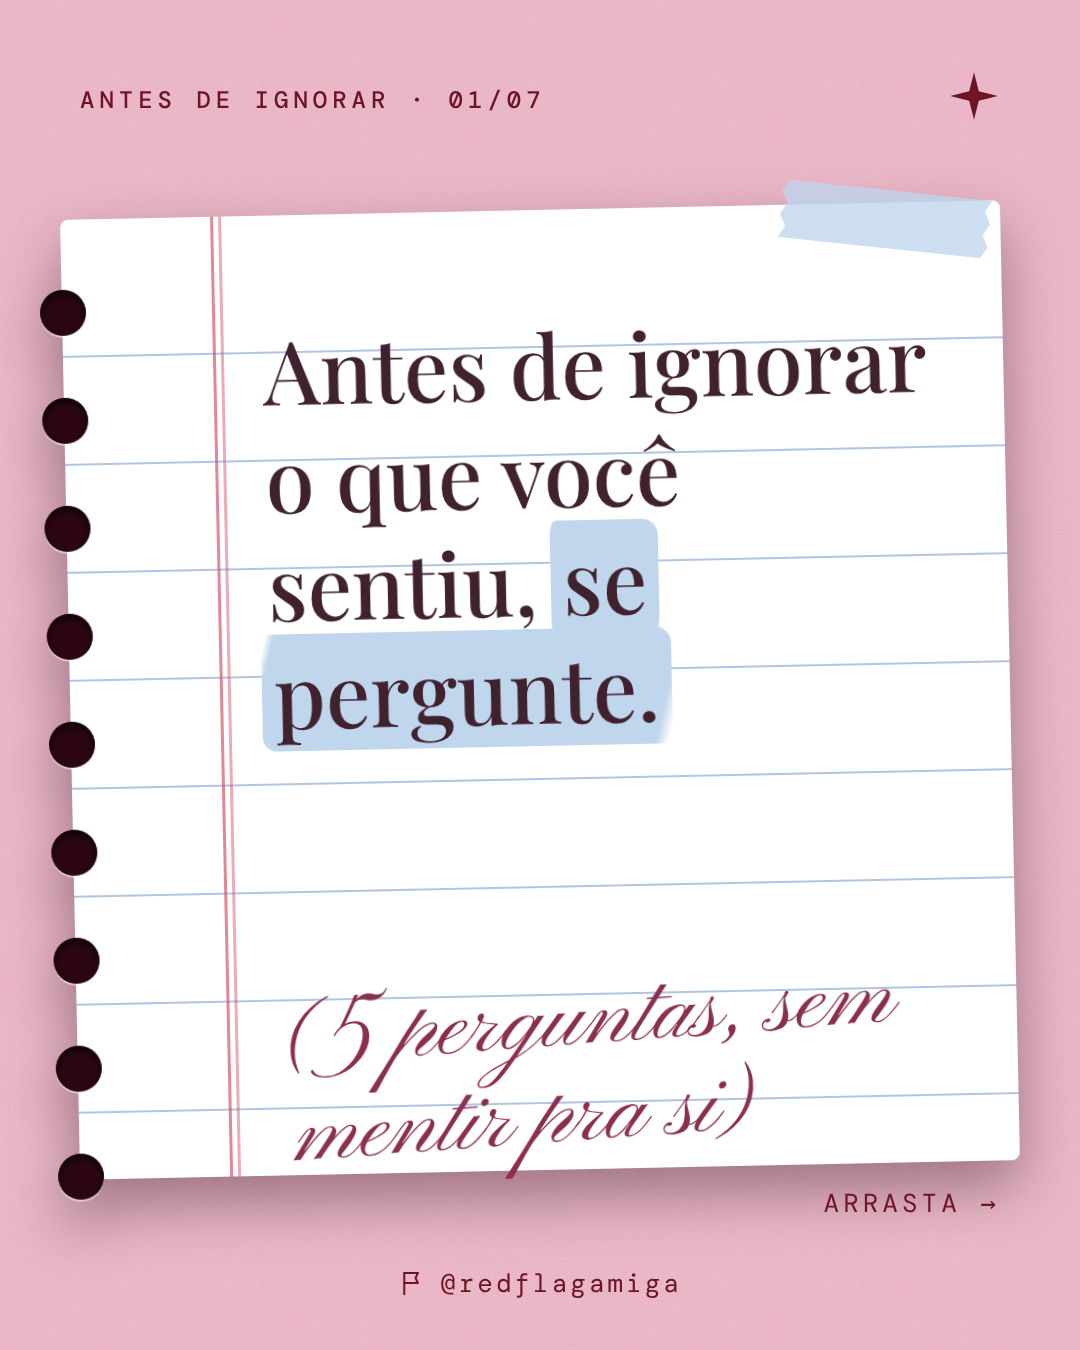 ANTES DE IGNORAR · 01/07
Antes de ignorar
o que você
sentiu, se
pergunte.
(5 perguntas, sem
mentir pra si)
ARRASTA →
@redflagamiga